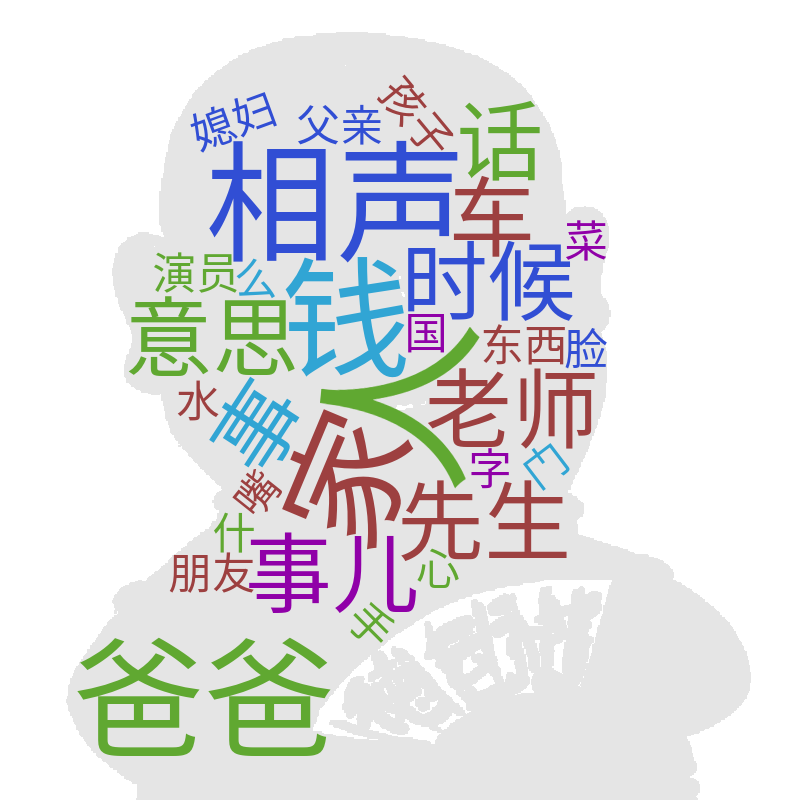 媳妇
父亲
孩子
话
相声
车
菜
演员
么
钱
时候
意思
国
东西
脸
人
水
事
家
老师
字
嘴
先生
什
朋友
事儿
心
手
爸爸